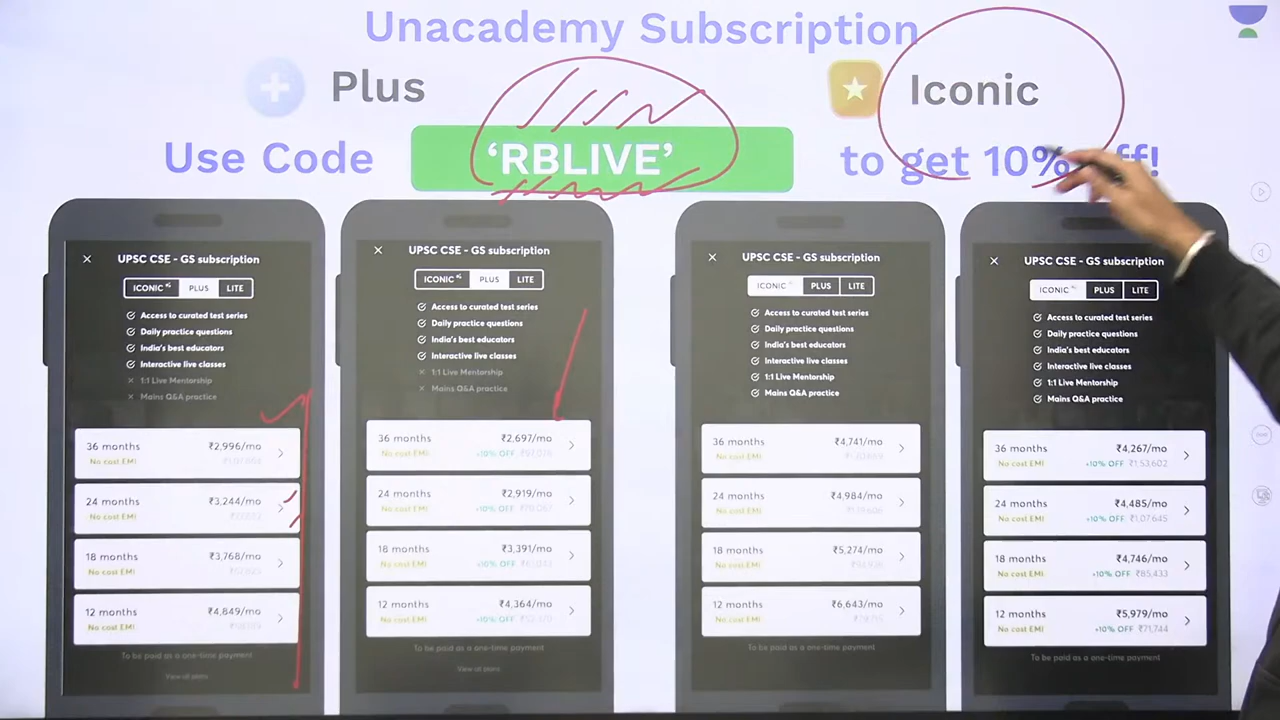 Unacademy Subscription
Plus
Iconic
Use Code
‘RBLIVE’
to get 10% off!
UPSC CSE - GS subscription
ICONIC PLUS LITE
Access to curated test series
Daily practice questions
India's best educators
Interactive live classes
1:1 Live Mentorship
Mains Q&A practice
36 months ₹2,996/mo
No cost EMI
24 months ₹3,244/mo
No cost EMI
18 months ₹3,768/mo
No cost EMI
12 months ₹4,849/mo
No cost EMI
To be paid as a one-time payment
View all plans
UPSC CSE - GS subscription
ICONIC PLUS LITE
Access to curated test series
Daily practice questions
India's best educators
Interactive live classes
1:1 Live Mentorship
Mains Q&A practice
36 months ₹2,697/mo
No cost EMI +10% OFF
24 months ₹2,919/mo
No cost EMI +10% OFF
18 months ₹3,391/mo
No cost EMI +10% OFF
12 months ₹4,364/mo
No cost EMI +10% OFF
To be paid as a one-time payment
View all plans
UPSC CSE - GS subscription
ICONIC PLUS LITE
Access to curated test series
Daily practice questions
India's best educators
Interactive live classes
1:1 Live Mentorship
Mains Q&A practice
36 months ₹4,741/mo
No cost EMI
24 months ₹4,984/mo
No cost EMI
18 months ₹5,274/mo
No cost EMI
12 months ₹6,643/mo
No cost EMI
To be paid as a one-time payment
UPSC CSE - GS subscription
ICONIC PLUS LITE
Access to curated test series
Daily practice questions
India's best educators
Interactive live classes
1:1 Live Mentorship
Mains Q&A practice
36 months ₹4,267/mo
No cost EMI +10% OFF ₹1,53,602
24 months ₹4,485/mo
No cost EMI +10% OFF ₹1,07,645
18 months ₹4,746/mo
No cost EMI +10% OFF ₹85,433
12 months ₹5,979/mo
No cost EMI +10% OFF ₹71,744
To be paid as a one-time payment